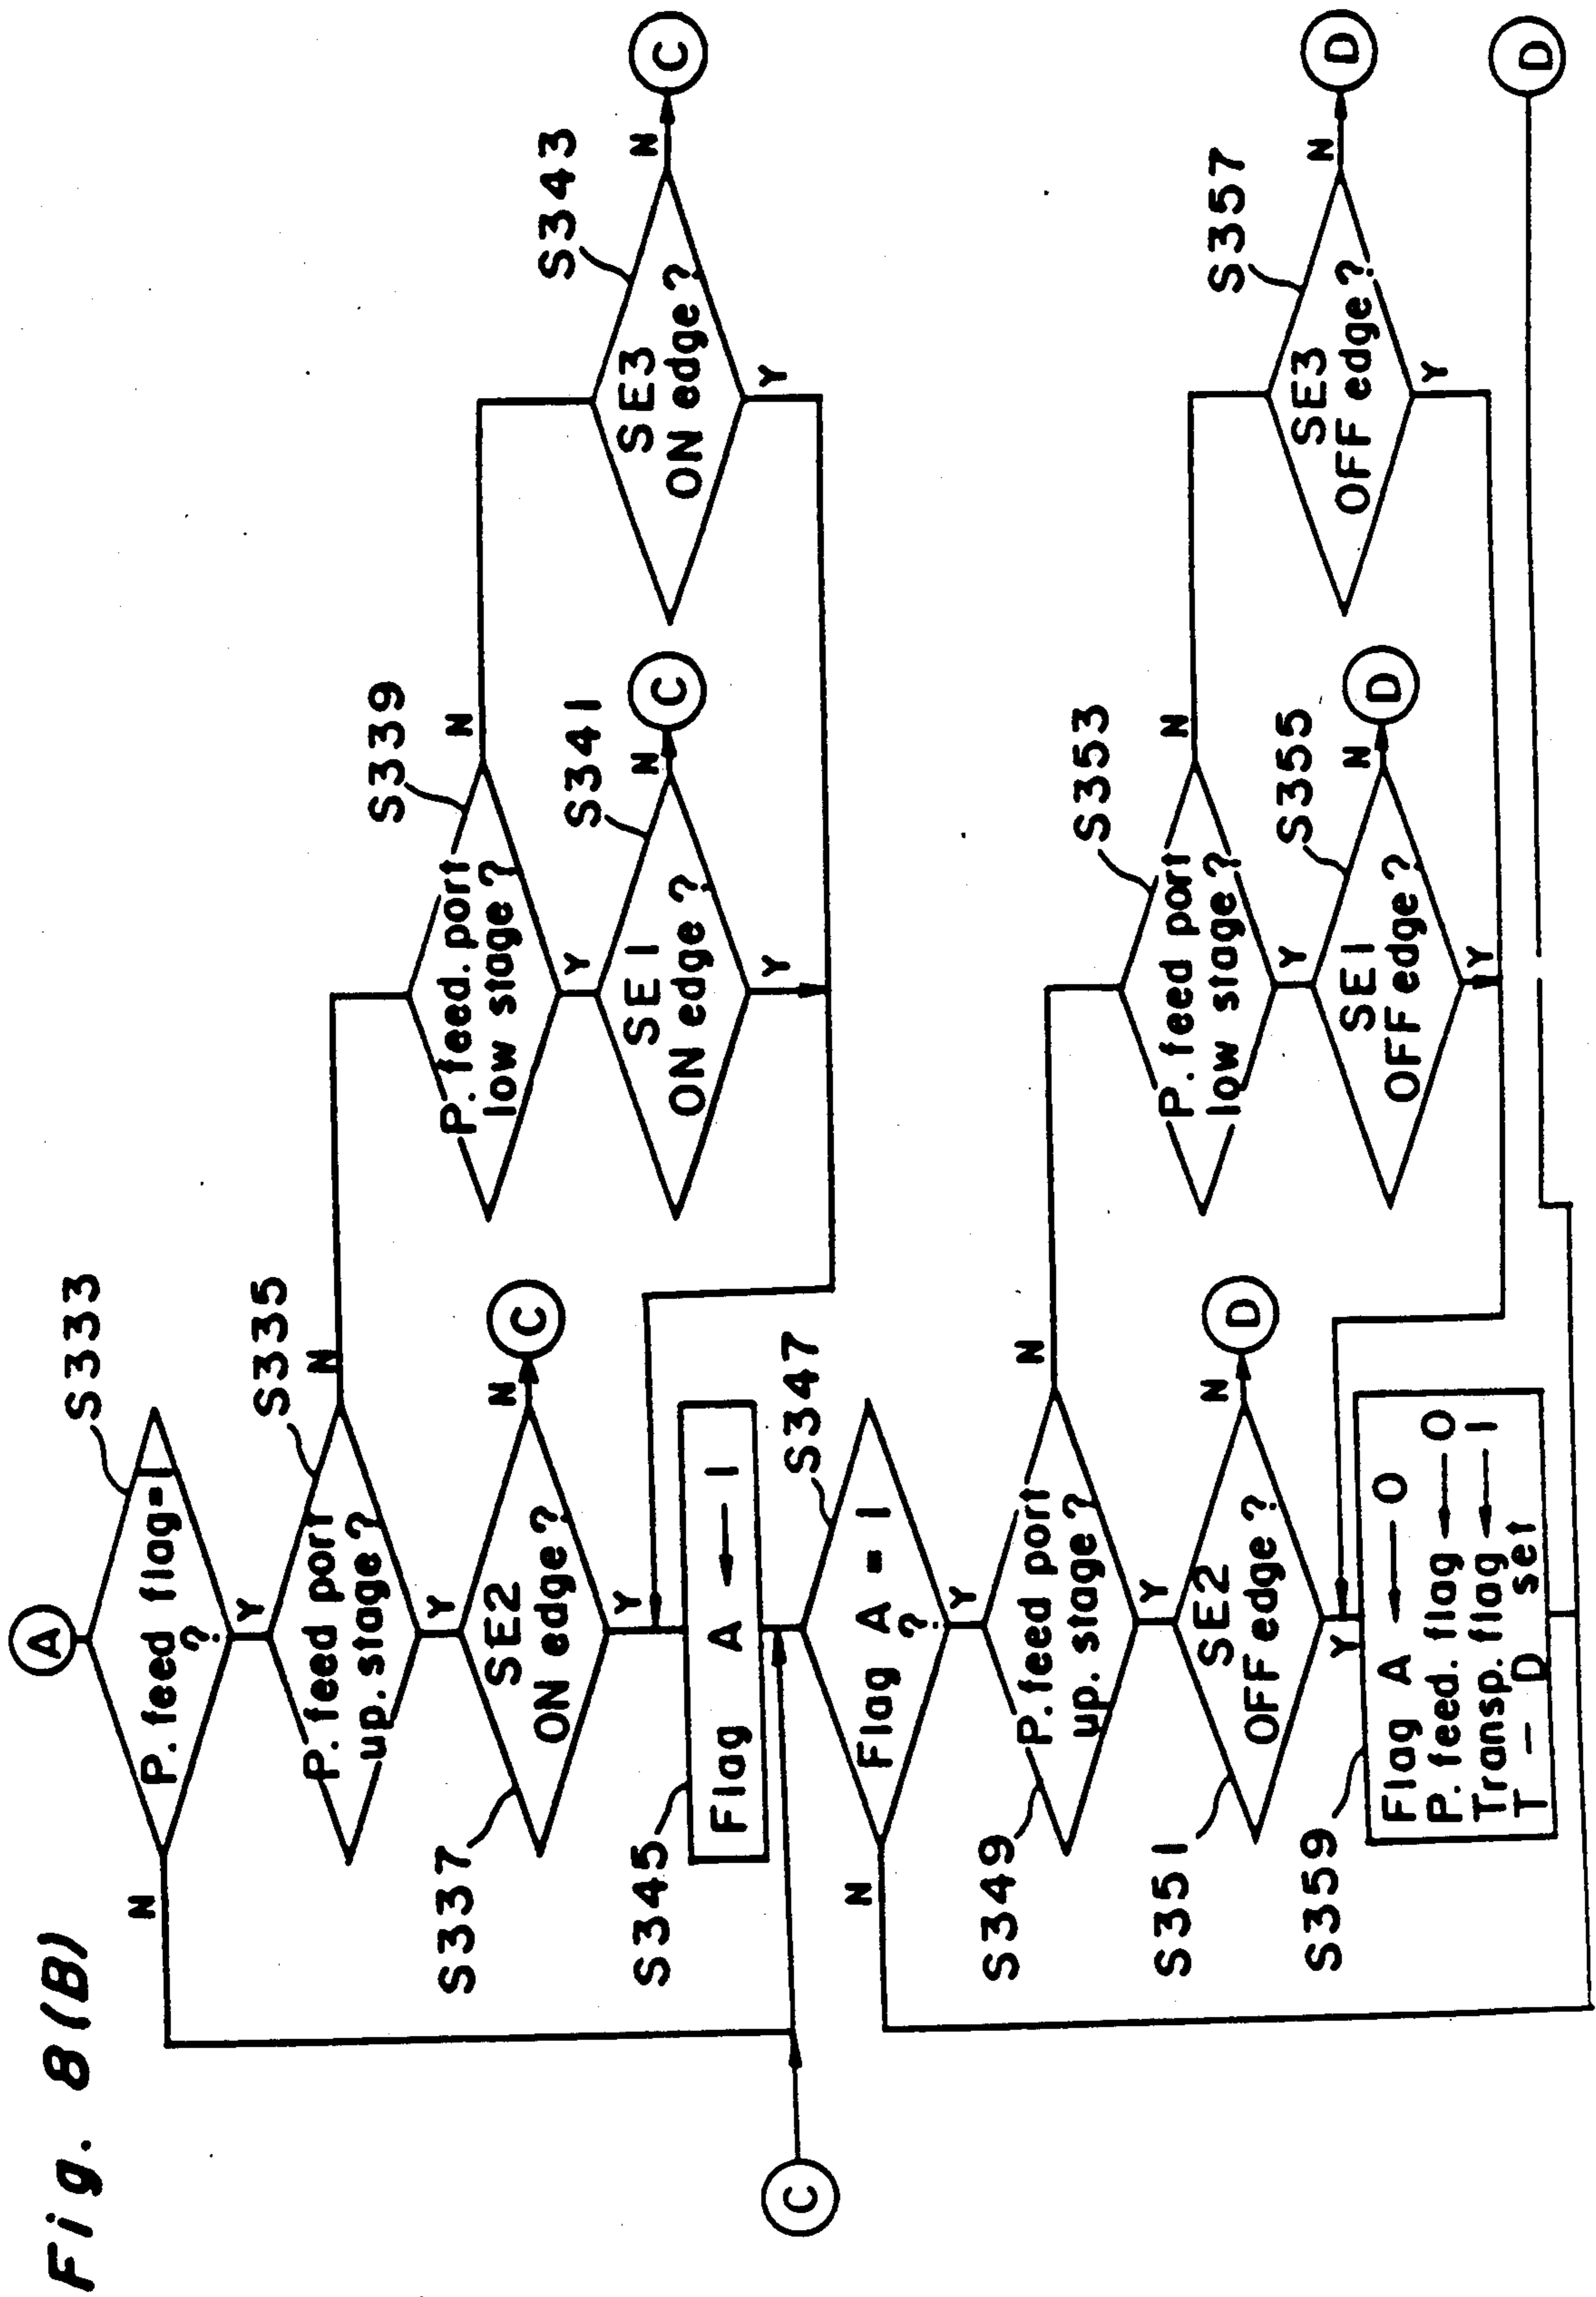 Fig. 8(B)
A
S333
P. feed flag=1
?
N
Y
S335
P. feed port
up. stage?
N
Y
S337
SE2
ON edge?
N
C
Y
S339
P. feed. port
low stage?
N
Y
S341
SE1
ON edge?
N
C
Y
S343
SE3
ON edge?
N
C
Y
S345
Flag A ← 1
C
S347
Flag A = 1
?
N
Y
S349
P. feed port
up. stage?
N
Y
S351
SE2
OFF edge?
N
D
Y
S353
P. feed port
low stage?
N
Y
S355
SE1
OFF edge?
N
D
Y
S357
SE3
OFF edge?
N
D
Y
S359
Flag A ← 0
P. feed. flag ← 0
Transp. flag ← 1
T – D set
D